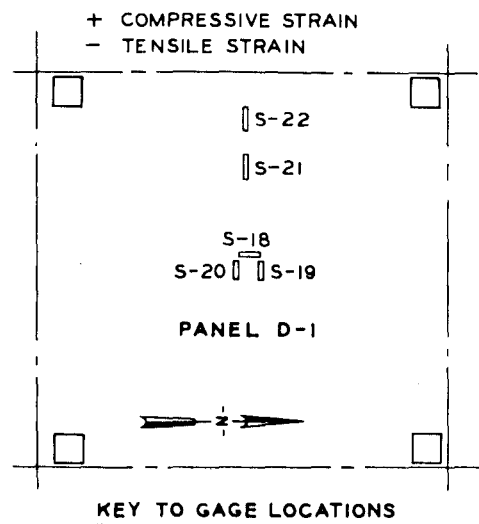 + COMPRESSIVE STRAIN
- TENSILE STRAIN
S-22
S-21
S-18
S-20 S-19
PANEL D-1
N
KEY TO GAGE LOCATIONS